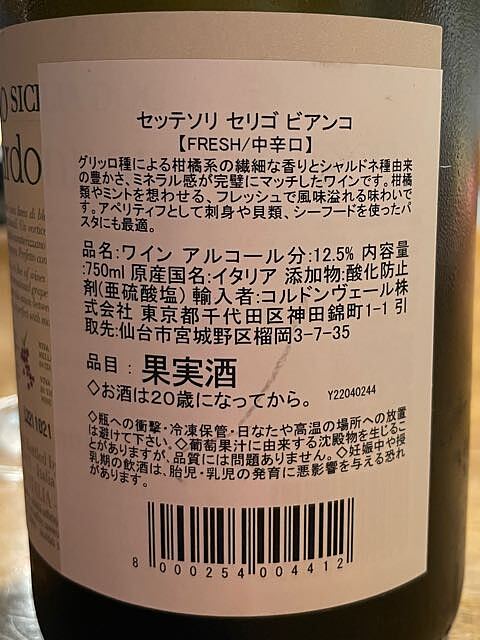 セッテソリ セリゴ ビアンコ
【FRESH/中辛口】
グリッロ種による柑橘系の繊細な香りとシャルドネ種由来
の豊かさ、ミネラル感が完璧にマッチしたワインです。柑橘
類やミントを想わせる、フレッシュで風味溢れる味わいで
す。アペリティフとして刺身や貝類、シーフードを使ったパ
スタにも最適。
品名:ワイン アルコール分:12.5% 内容量
:750ml 原産国名:イタリア 添加物:酸化防止
剤(亜硫酸塩) 輸入者:コルドンヴェール株
式会社 東京都千代田区神田錦町1-1 引
取先:仙台市宮城野区榴岡3-7-35
品目:果実酒
◇お酒は20歳になってから。 Y22040244
◇瓶への衝撃・冷凍保管・日なたや高温の場所への放置
は避けて下さい。◇葡萄果汁に由来する沈殿物を生じるこ
とがありますが、品質には問題ありません。◇妊娠中や授
乳期の飲酒は、胎児・乳児の発育に悪影響を与える恐れ
があります。
8 000254 004412